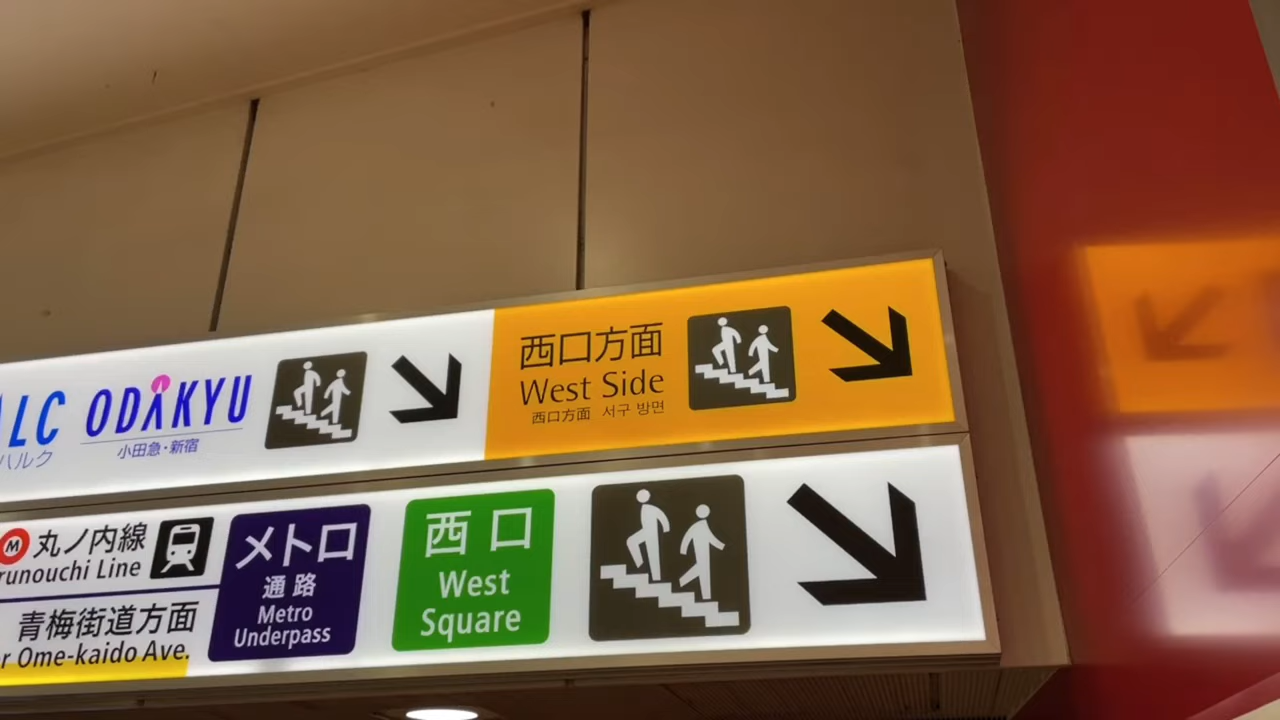 LC
ハルク
ODAKYU
小田急・新宿
西口方面
West Side
西口方面 서구 방면
M 丸ノ内線
runouchi Line
青梅街道方面
r Ome-kaido Ave.
メトロ
通路
Metro
Underpass
西口
West
Square